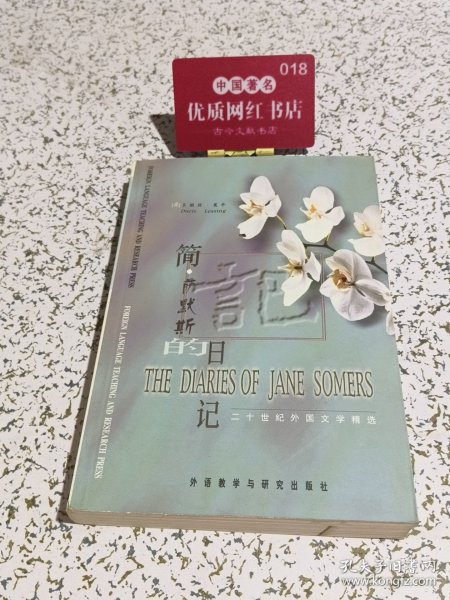 018
中国著名
优质网红书店
古今文献书店
[英]多丽丝·莱辛
Doris Lessing
简·萨默斯
的日记
記
THE DIARIES OF JANE SOMERS
二十世纪外国文学精选
外语教学与研究出版社
FOREIGN LANGUAGE TEACHING AND RESEARCH PRESS
FOREIGN LANGUAGE TEACHING AND RESEARCH PRESS
孔夫子旧书网
www.kongfz.com